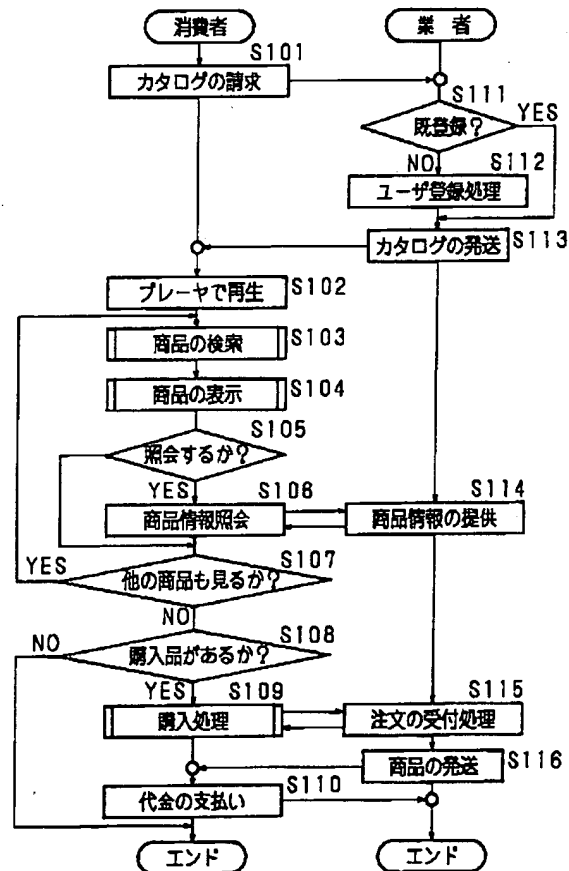 消費者
業者
S101
カタログの請求
S111
既登録?
YES
NO
S112
ユーザ登録処理
カタログの発送
S113
プレーヤで再生
S102
商品の検索
S103
商品の表示
S104
S105
照会するか?
YES
S106
商品情報照会
S114
商品情報の提供
YES
S107
他の商品も見るか?
NO
NO
S108
購入品があるか?
YES
S109
購入処理
S115
注文の受付処理
商品の発送
S116
S110
代金の支払い
エンド
エンド